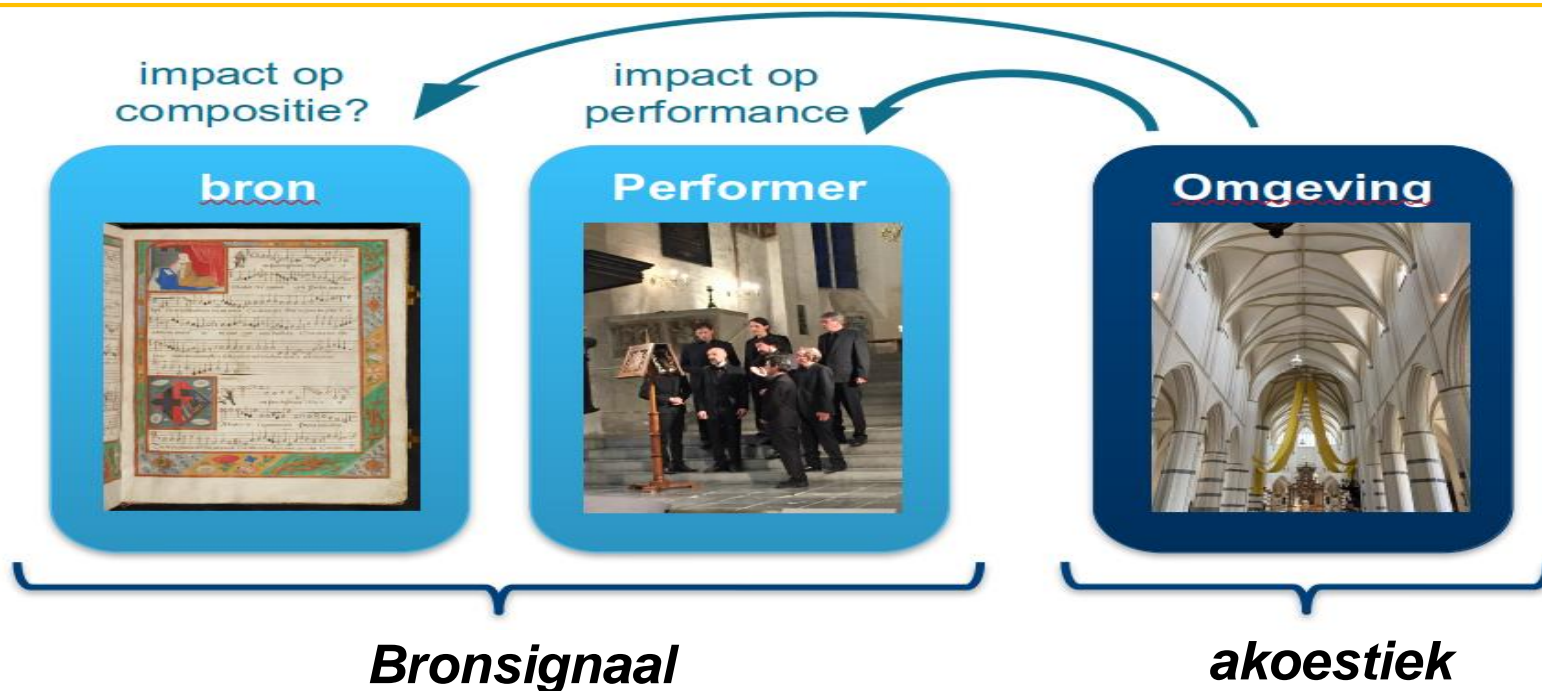 impact op
compositie?
impact op
performance
bron
Performer
Omgeving
Bronsignaal
akoestiek